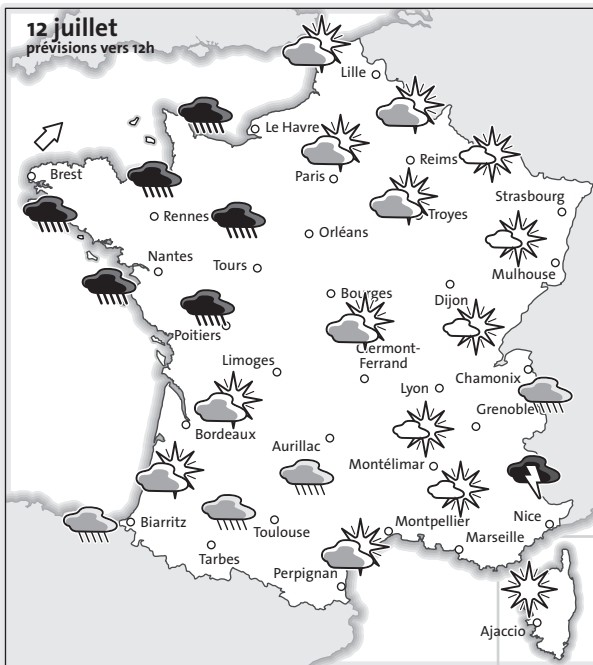 12 juillet
prévisions vers 12h
Lille
Le Havre
Reims
Paris
Brest
Strasbourg
Rennes
Troyes
Orléans
Nantes
Tours
Mulhouse
Bourges
Dijon
Poitiers
Clermont-
Ferrand
Limoges
Chamonix
Lyon
Grenoble
Bordeaux
Aurillac
Montélimar
Nice
Biarritz
Toulouse
Montpellier
Marseille
Tarbes
Perpignan
Ajaccio